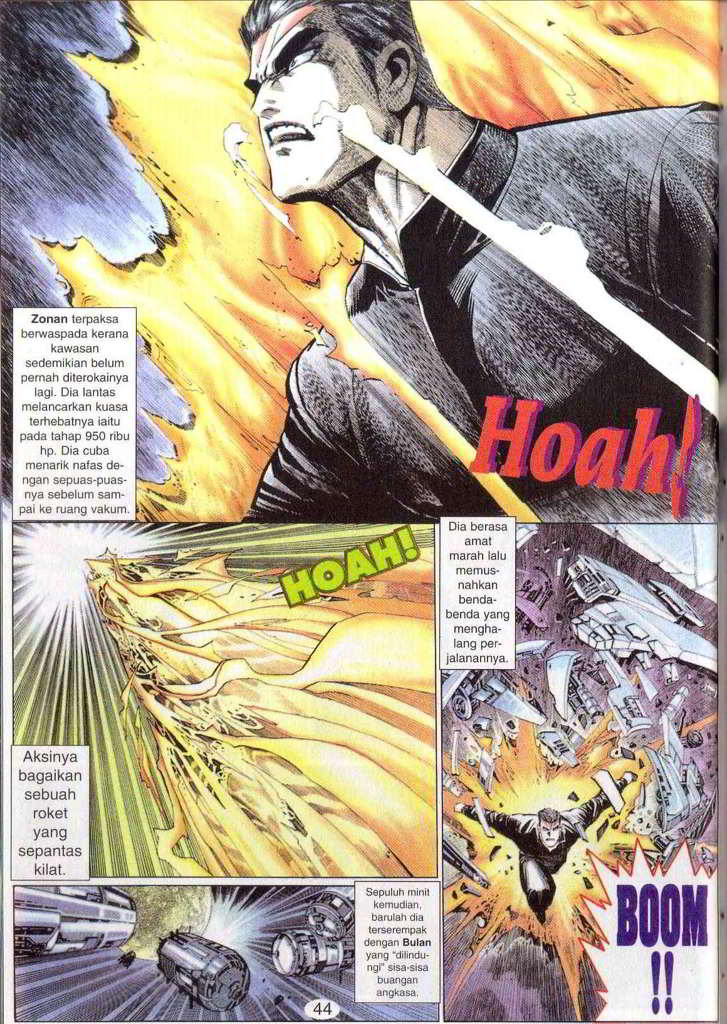 Zonan terpaksa
berwaspada kerana
kawasan
sedemikian belum
pernah diterokainya
lagi. Dia lantas
melancarkan kuasa
terhebatnya iaitu
pada tahap 950 ribu
hp. Dia cuba
menarik nafas de-
ngan sepuas-puas-
nya sebelum sam-
pai ke ruang vakum.
Hoah!
HOAH!
Aksinya
bagaikan
sebuah
roket
yang
sepantas
kilat.
Dia berasa
amat
marah lalu
memus-
nahkan
benda-
benda yang
mengha-
lang per-
jalanannya.
BOOM
!!
Sepuluh minit
kemudian,
barulah dia
terserempak
dengan Bulan
yang "dilindu-
ngi" sisa-sisa
buangan
angkasa.
44